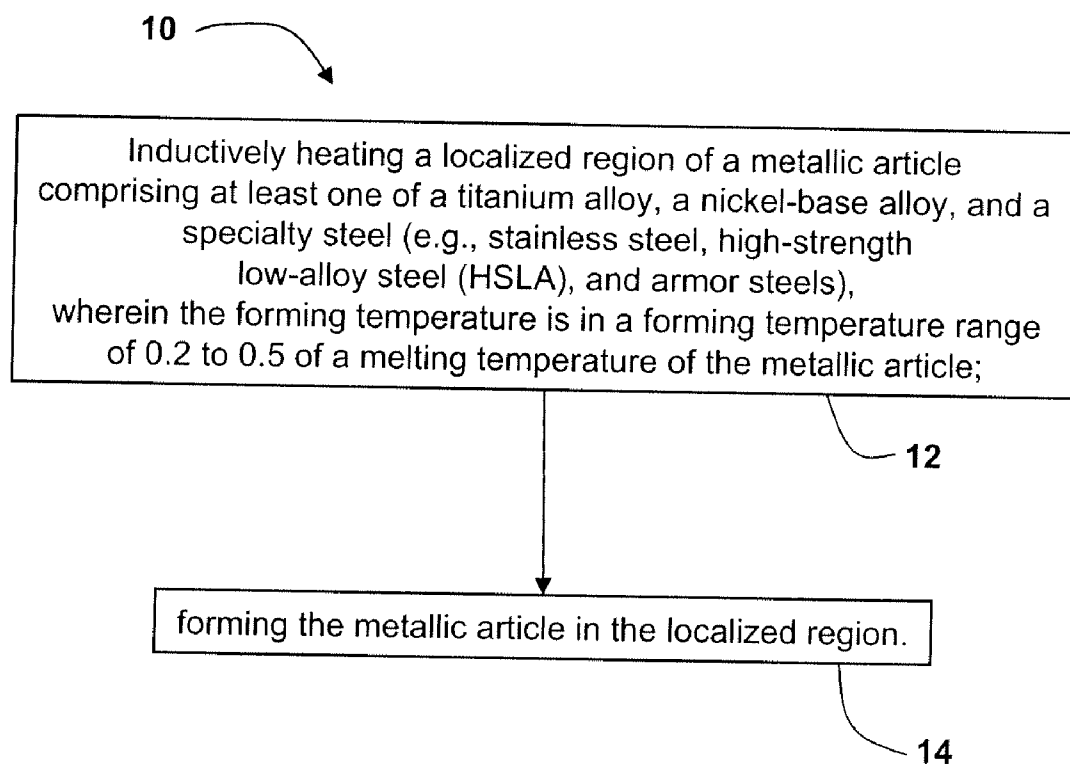 10
Inductively heating a localized region of a metallic article
comprising at least one of a titanium alloy, a nickel-base alloy, and a
specialty steel (e.g., stainless steel, high-strength
low-alloy steel (HSLA), and armor steels),
wherein the forming temperature is in a forming temperature range
of 0.2 to 0.5 of a melting temperature of the metallic article;
12
forming the metallic article in the localized region.
14